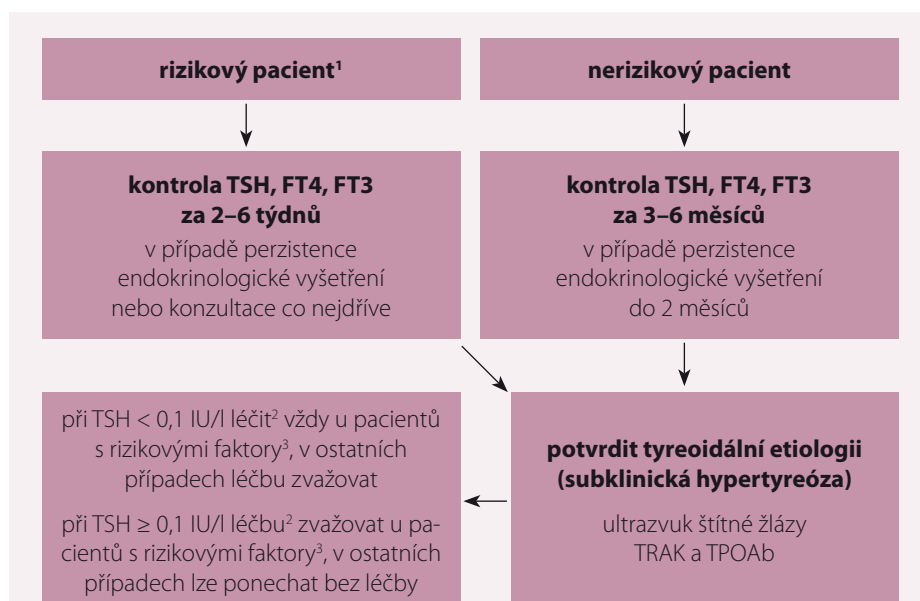 rizikový pacient¹
nerizikový pacient
kontrola TSH, FT4, FT3
za 2–6 týdnů
v případě perzistence
endokrinologické vyšetření
nebo konzultace co nejdříve
kontrola TSH, FT4, FT3
za 3–6 měsíců
v případě perzistence
endokrinologické vyšetření
do 2 měsíců
při TSH < 0,1 IU/l léčit² vždy u pacientů
s rizikovými faktory³, v ostatních
případech léčbu zvažovat
při TSH ≥ 0,1 IU/l léčbu² zvažovat u pa-
cientů s rizikovými faktory³, v ostatních
případech lze ponechat bez léčby
potvrdit tyreoidální etiologii
(subklinická hypertyreóza)
ultrazvuk štítné žlázy
TRAK a TPOAb